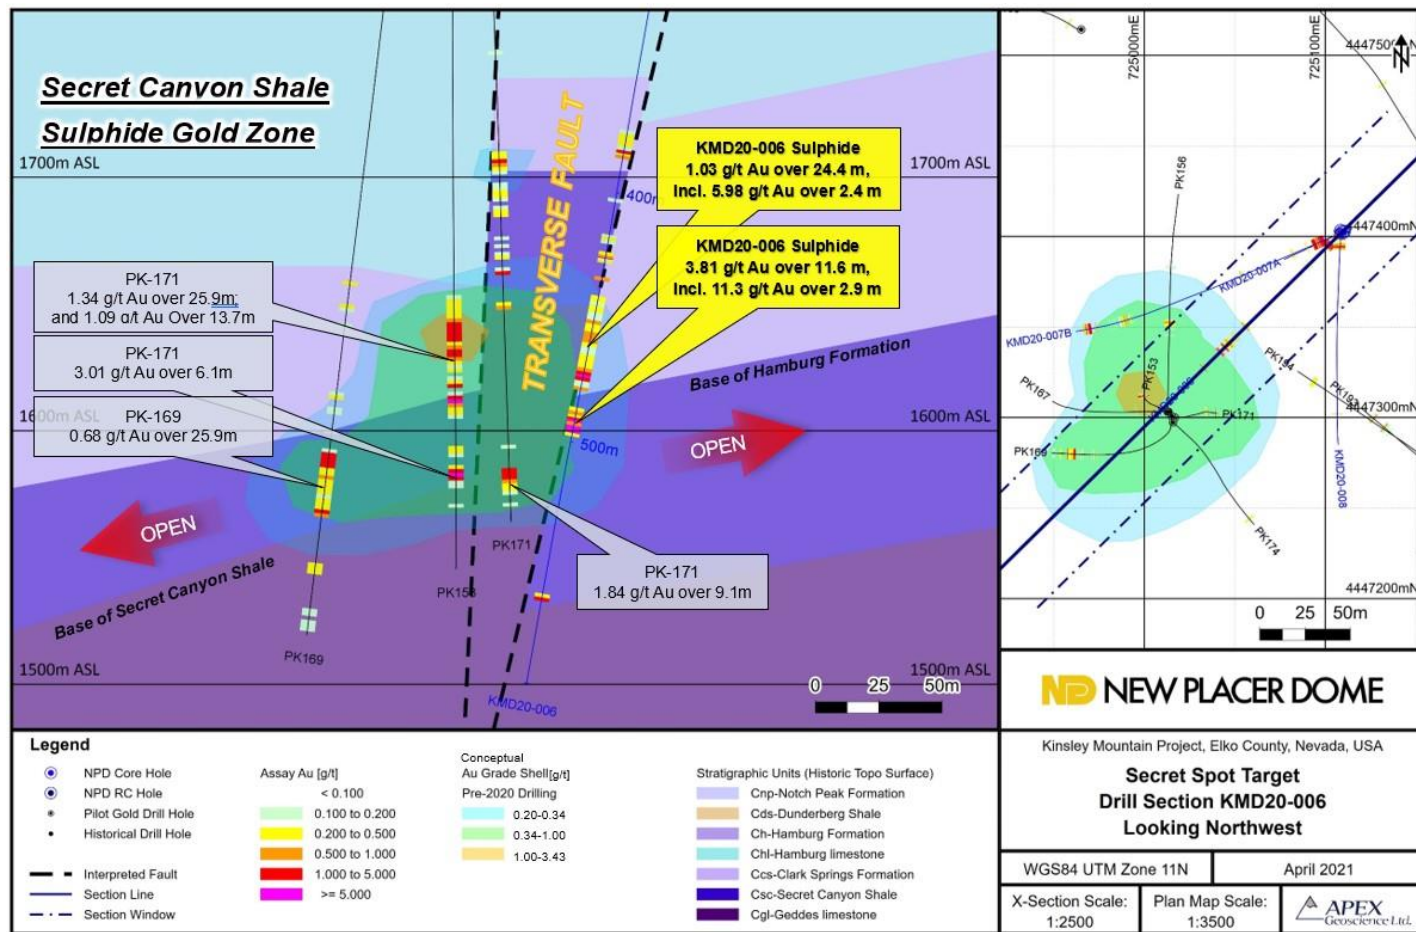 Secret Canyon Shale
Sulphide Gold Zone
1700m ASL
1700m ASL
TRANSVERSE FAULT
400m
KMD20-006 Sulphide
1.03 g/t Au over 24.4 m,
Incl. 5.98 g/t Au over 2.4 m
KMD20-006 Sulphide
3.81 g/t Au over 11.6 m,
Incl. 11.3 g/t Au over 2.9 m
PK-171
1.34 g/t Au over 25.9m;
and 1.09 g/t Au Over 13.7m
PK-171
3.01 g/t Au over 6.1m
PK-169
0.68 g/t Au over 25.9m
Base of Hamburg Formation
1600m ASL
1600m ASL
500m
OPEN
OPEN
PK171
PK-171
1.84 g/t Au over 9.1m
PK153
Base of Secret Canyon Shale
PK169
1500m ASL
1500m ASL
KMD20-006
0 25 50m
725000mE
725100mE
4447500mN
N
PK156
4447400mN
KMD20-007A
KMD20-007B
PK153
PK194
PK167
PK193
4447300mN
PK171
PK169
KMD20-008
PK174
4447200mN
0 25 50m
NPD NEW PLACER DOME
Kinsley Mountain Project, Elko County, Nevada, USA
Secret Spot Target
Drill Section KMD20-006
Looking Northwest
WGS84 UTM Zone 11N
April 2021
X-Section Scale:
1:2500
Plan Map Scale:
1:3500
APEX
Geoscience Ltd.
Legend
NPD Core Hole
NPD RC Hole
Pilot Gold Drill Hole
Historical Drill Hole
Interpreted Fault
Section Line
Section Window
Assay Au [g/t]
< 0.100
0.100 to 0.200
0.200 to 0.500
0.500 to 1.000
1.000 to 5.000
>= 5.000
Conceptual
Au Grade Shell[g/t]
Pre-2020 Drilling
0.20-0.34
0.34-1.00
1.00-3.43
Stratigraphic Units (Historic Topo Surface)
Cnp-Notch Peak Formation
Cds-Dunderberg Shale
Ch-Hamburg Formation
Chl-Hamburg limestone
Ccs-Clark Springs Formation
Csc-Secret Canyon Shale
Cgl-Geddes limestone